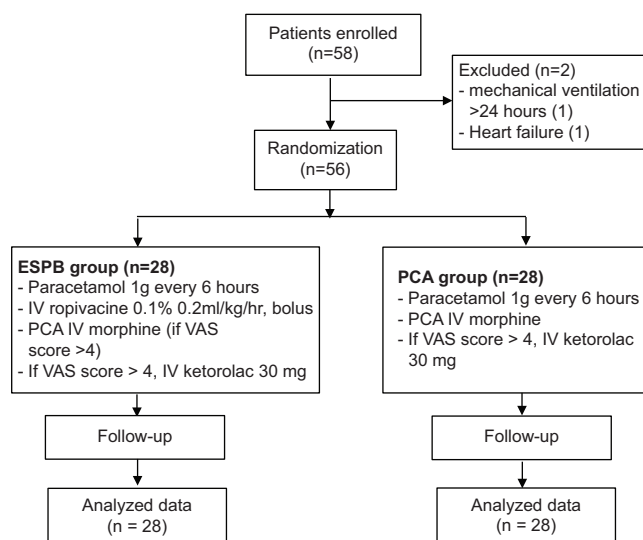 Patients enrolled
(n=58)
Excluded (n=2)
- mechanical ventilation
>24 hours (1)
- Heart failure (1)
Randomization
(n=56)
ESPB group (n=28)
- Paracetamol 1g every 6 hours
- IV ropivacine 0.1% 0.2ml/kg/hr, bolus
- PCA IV morphine (if VAS
score >4)
- If VAS score > 4, IV ketorolac 30 mg
PCA group (n=28)
- Paracetamol 1g every 6 hours
- PCA IV morphine
- If VAS score > 4, IV ketorolac
30 mg
Follow-up
Follow-up
Analyzed data
(n = 28)
Analyzed data
(n = 28)